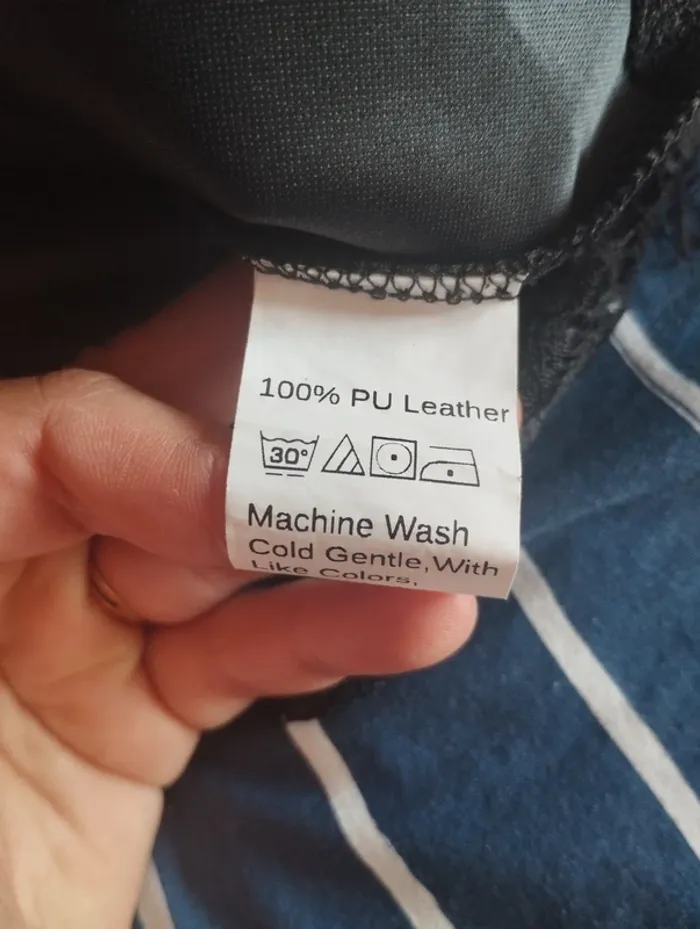 100% PU Leather
30°
Machine Wash
Cold Gentle,With
Like Colors,